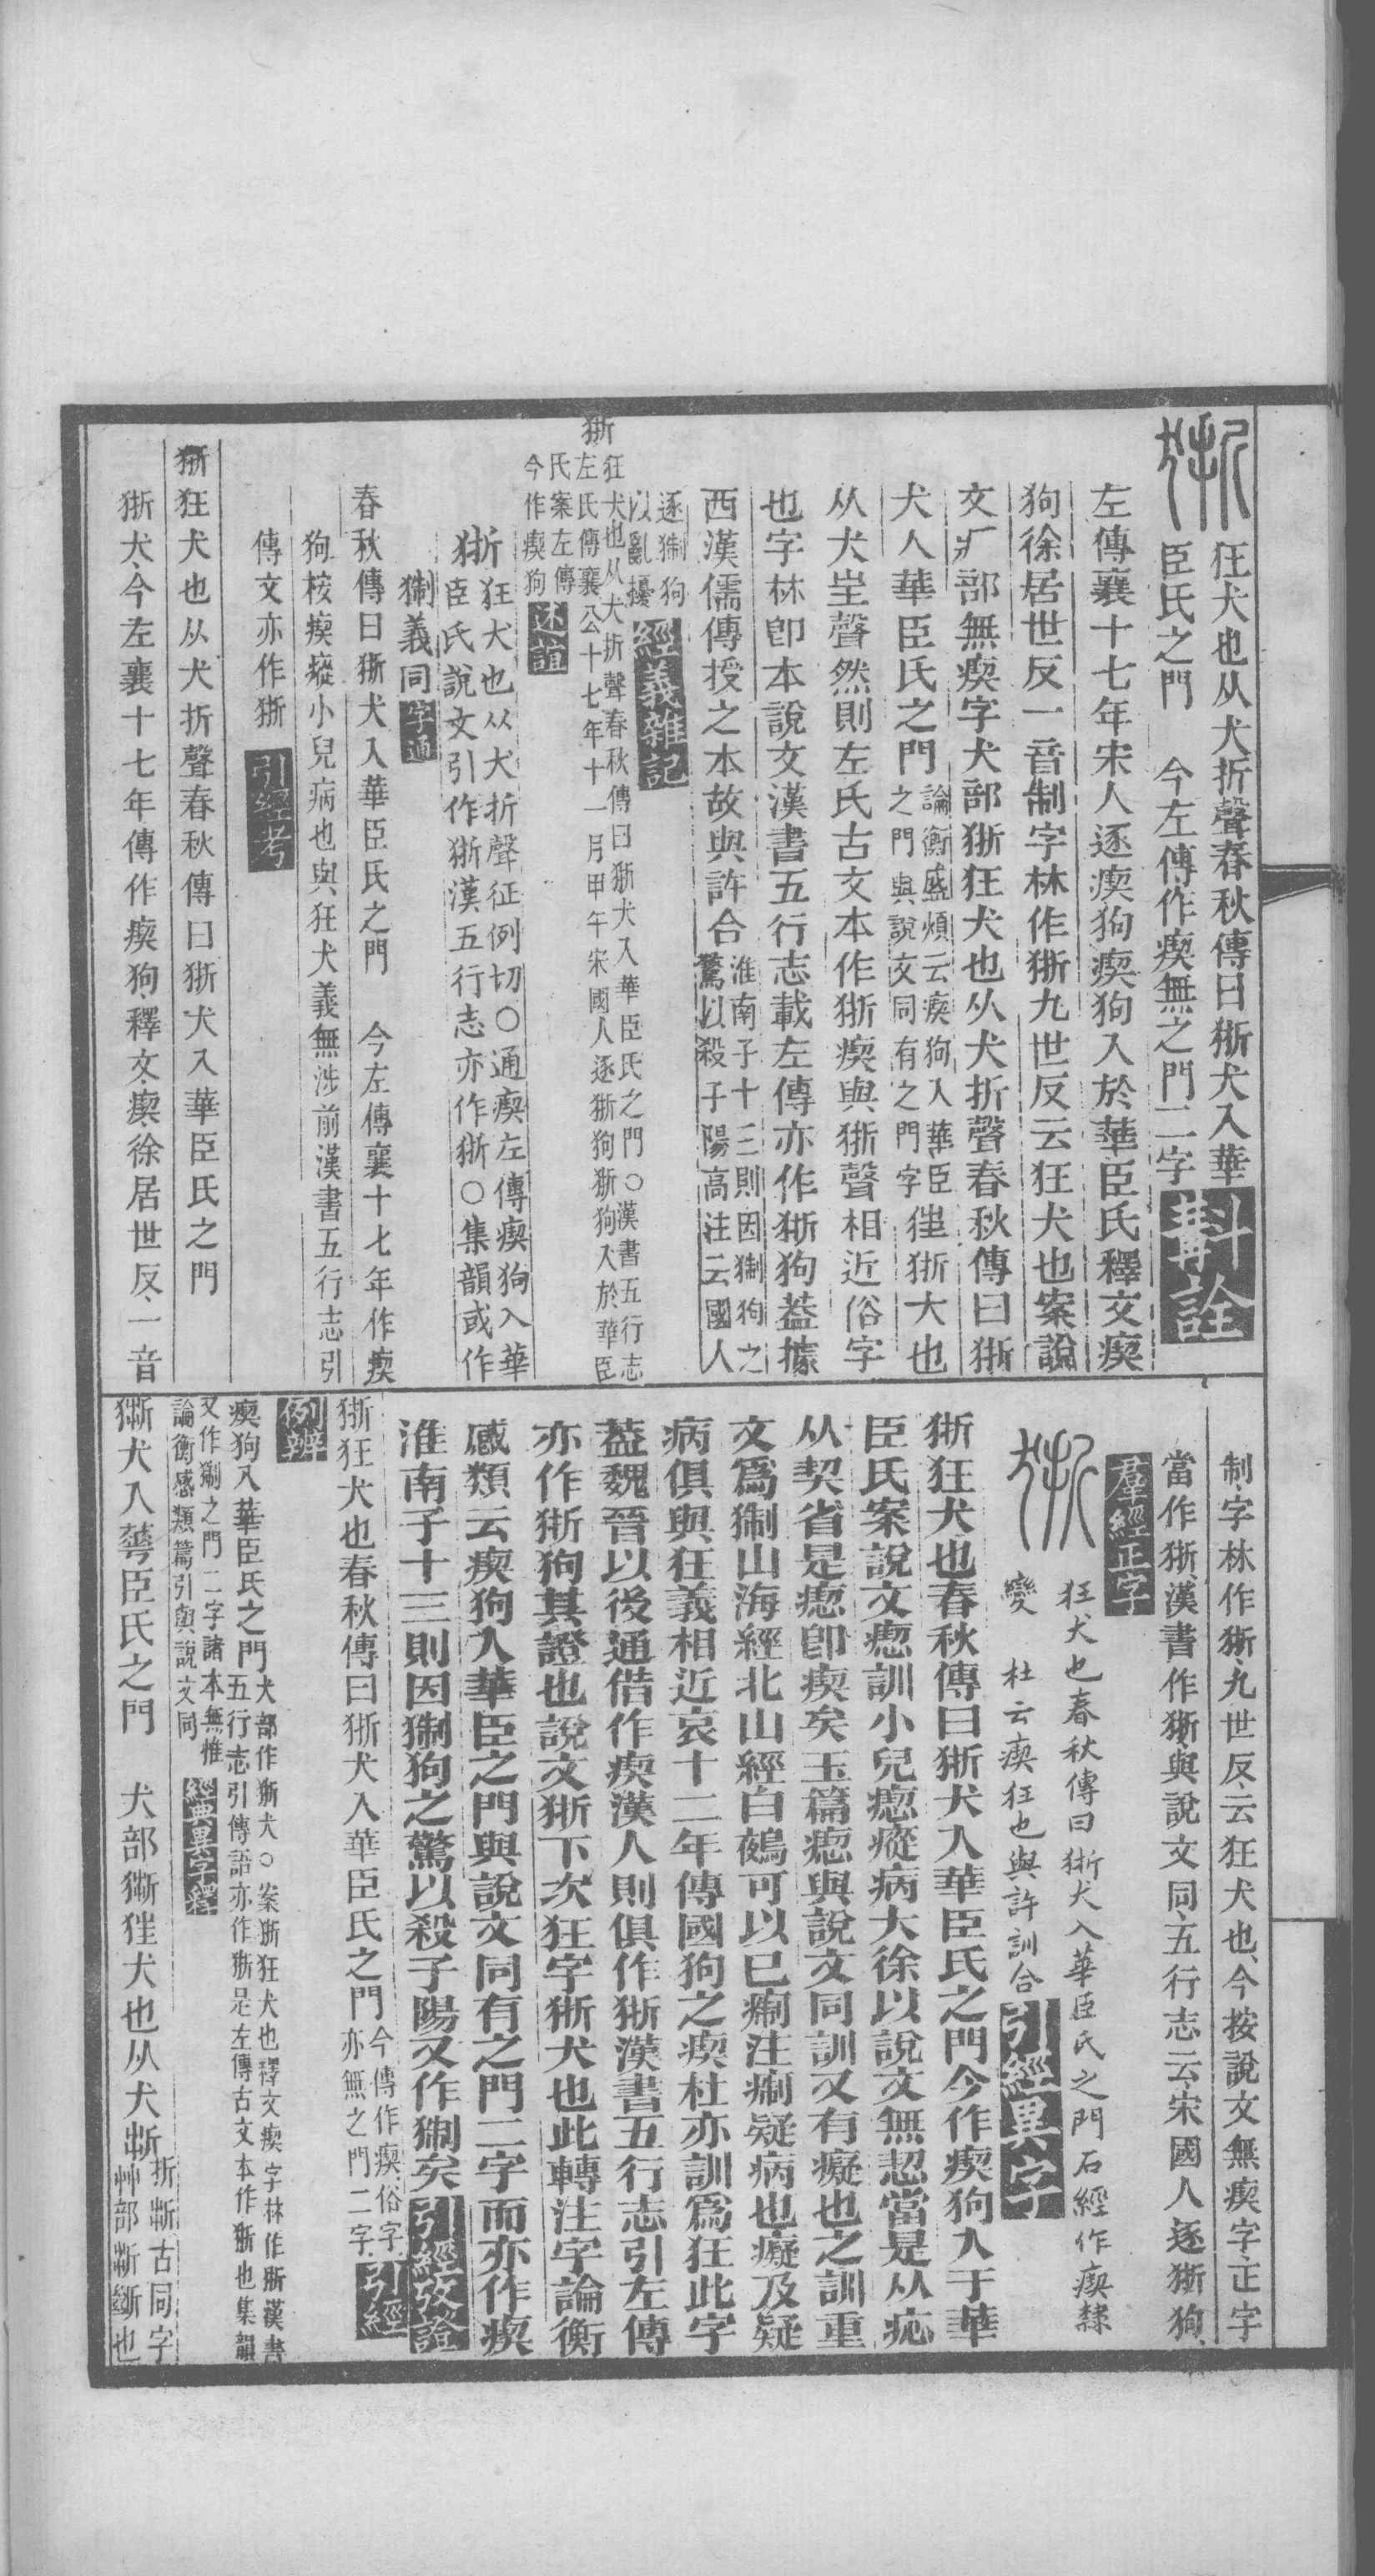 狾
狂犬也从犬折聲春秋傳曰狾犬入華
臣氏之門　今左傳作瘈無之門二字斠詮
左傳襄十七年宋人逐瘈狗瘈狗入於華臣氏釋文瘈
狗徐居世反一音制字林作狾九世反云狂犬也案說
文疒部無瘈字犬部狾狂犬也从犬折聲春秋傳曰狾
犬入華臣氏之門
論衡感類云瘈狗入華臣
之門與說文同有之門字
狴狾犬也
从犬㞷聲然則左氏古文本作狾瘈與狾聲相近俗字
也字林卽本說文漢書五行志載左傳亦作狾狗葢據
西漢儒傳授之本故與許合
淮南子十三則因猘狗之
驚以殺子陽高注云國人
逐猘狗
以亂擾
經義雜記
狾
狂犬也从犬折聲春秋傳曰狾犬入華臣氏之門○漢書五行志
左氏傳襄公十七年十一月甲午宋國人逐狾狗狾狗入於華臣
氏案左傳
今作瘈狗
述誼
狾
狂犬也从犬折聲征例切○通瘈左傳瘈狗入華
臣氏說文引作狾漢五行志亦作狾○集韻或作
猘義同字通
春秋傳曰狾犬入華臣氏之門　今左傳襄十七年作瘈
狗桉瘈瘲小兒病也與狂犬義無涉前漢書五行志引
傳文亦作狾　引經考
狾狂犬也从犬折聲春秋傳曰狾犬入華臣氏之門
狾犬今左襄十七年傳作瘈狗釋文瘈徐居世反一音
制字林作狾九世反云狂犬也今按說文無瘈字正字
當作狾漢書作狾與說文同五行志云宋國人逐狾狗
羣經正字
狾
狂犬也春秋傳曰狾犬入華臣氏之門石經作瘈隸
變　杜云瘈狂也與許訓合引經異字
狾狂犬也春秋傳曰狾犬入華臣氏之門今作瘈狗入于華
臣氏案說文瘛訓小兒瘛瘲病大徐以說文無恝當是从疒
从契省是瘛卽瘈矣玉篇瘛與說文同訓又有癡也之訓重
文爲猘山海經北山經白鵺可以已痸注痸疑病也癡及疑
病俱與狂義相近哀十二年傳國狗之瘈杜亦訓爲狂此字
葢魏晉以後通借作瘈漢人則俱作狾漢書五行志引左傳
亦作狾狗其證也說文狾下次狂字狾犬也此轉注字論衡
感類云瘈狗入華臣之門與說文同有之門二字而亦作瘈
淮南子十三則因猘狗之驚以殺子陽又作猘矣引經攷證
狾狂犬也春秋傳曰狾犬入華臣氏之門
今傳作瘈俗字
亦無之門二字
引經
例辨
瘈狗入華臣氏之門
犬部作狾犬○案狾狂犬也釋文瘈字林作狾漢書
五行志引傳語亦作狾是左傳古文本作狾也集韻
又作猘之門二字諸本無惟
論衡感類篇引與說文同
經典異字釋
㹞犬入華臣氏之門　犬部㹞狴犬也从犬斯
折斯古同字
艸部斯斷也